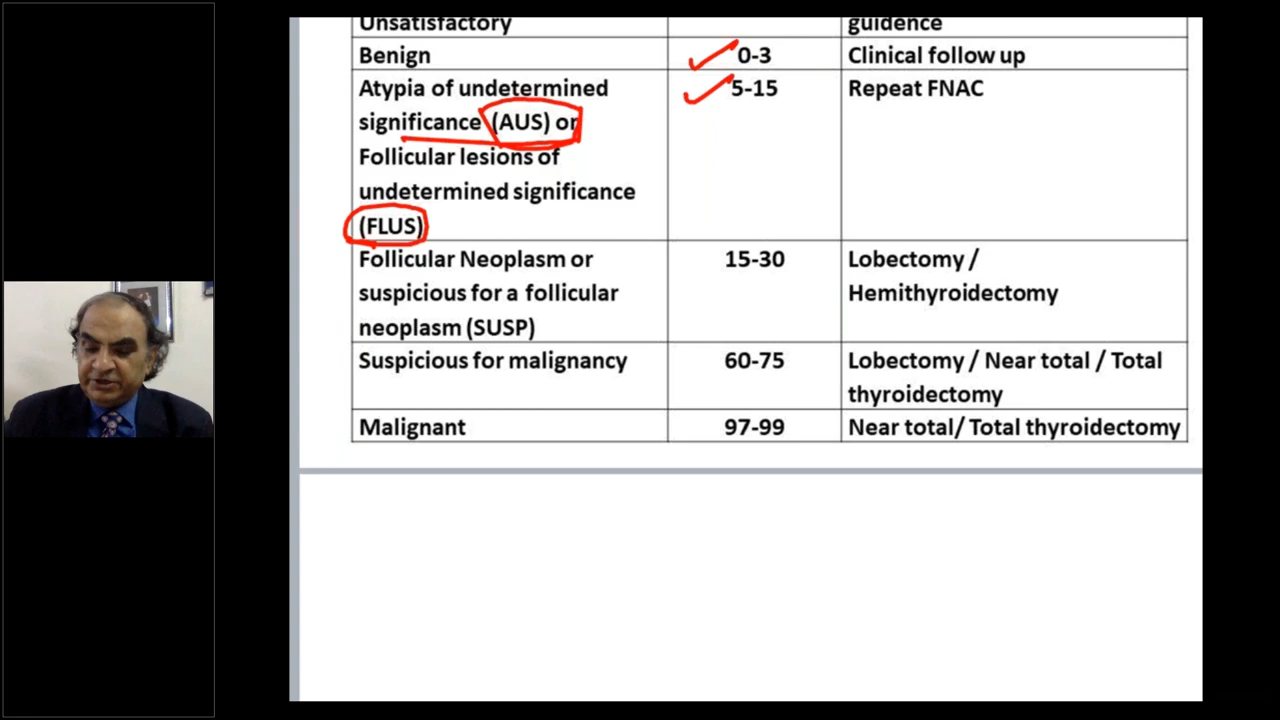 Unsatisfactory guidence
Benign 0-3 Clinical follow up
Atypia of undetermined 5-15 Repeat FNAC
significance (AUS) or
Follicular lesions of
undetermined significance
(FLUS)
Follicular Neoplasm or 15-30 Lobectomy /
suspicious for a follicular Hemithyroidectomy
neoplasm (SUSP)
Suspicious for malignancy 60-75 Lobectomy / Near total / Total
thyroidectomy
Malignant 97-99 Near total/ Total thyroidectomy